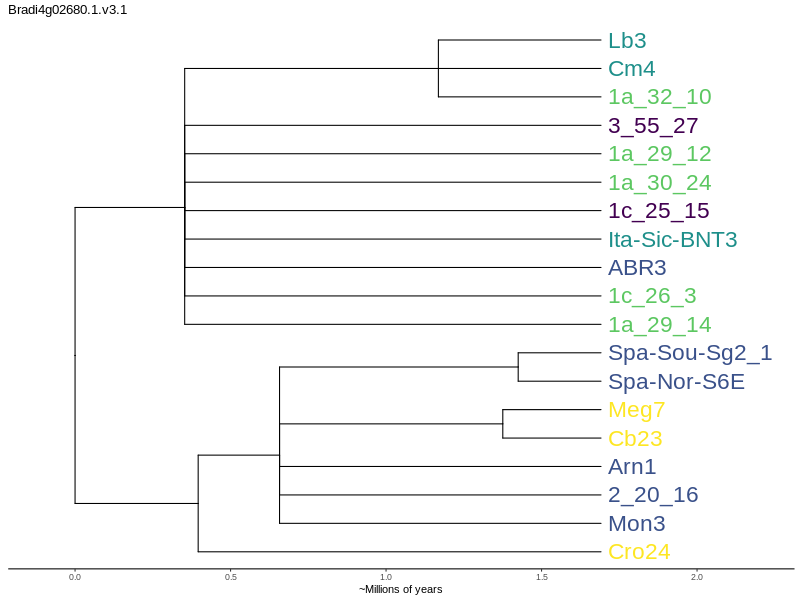 Bradi4g02680.1.v3.1
Lb3
Cm4
1a_32_10
3_55_27
1a_29_12
1a_30_24
1c_25_15
Ita-Sic-BNT3
ABR3
1c_26_3
1a_29_14
Spa-Sou-Sg2_1
Spa-Nor-S6E
Meg7
Cb23
Arn1
2_20_16
Mon3
Cro24
0.0 0.5 1.0 1.5 2.0
~Millions of years